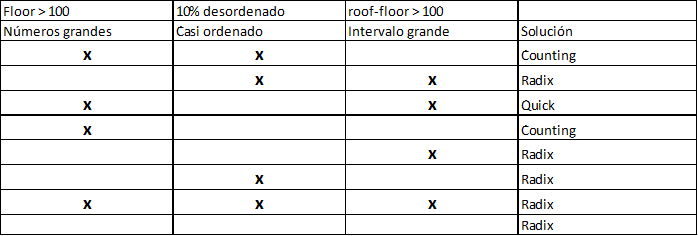 Floor > 100 10% desordenado roof-floor > 100
Números grandes Casi ordenado Intervalo grande Solución
X X Counting
X X Radix
X X Quick
X Counting
X Radix
X Radix
X X X Radix
Radix